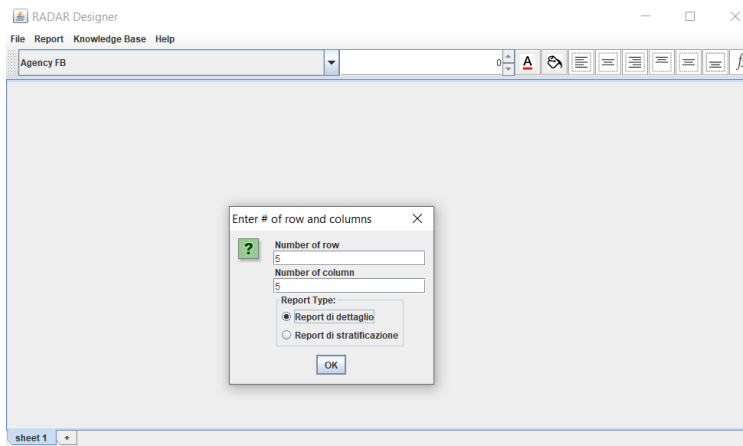 RADAR Designer
File Report Knowledge Base Help
Agency FB
0
A
Enter # of row and columns
?
Number of row
5
Number of column
5
Report Type:
Report di dettaglio
Report di stratificazione
OK
sheet 1
+